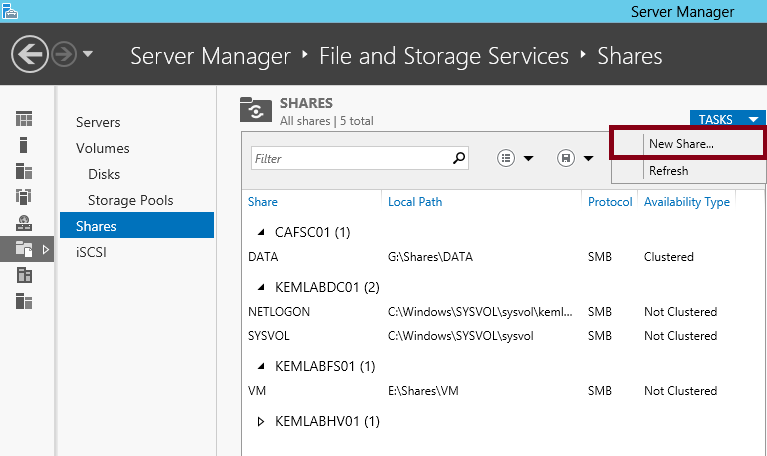 Server Manager
Server Manager ▸ File and Storage Services ▸ Shares
Servers
Volumes
Disks
Storage Pools
Shares
iSCSI
SHARES
All shares | 5 total
TASKS
New Share...
Refresh
Filter
Share Local Path Protocol Availability Type
CAFSC01 (1)
DATA G:\Shares\DATA SMB Clustered
KEMLABDC01 (2)
NETLOGON C:\Windows\SYSVOL\sysvol\keml... SMB Not Clustered
SYSVOL C:\Windows\SYSVOL\sysvol SMB Not Clustered
KEMLABFS01 (1)
VM E:\Shares\VM SMB Not Clustered
KEMLABHV01 (1)